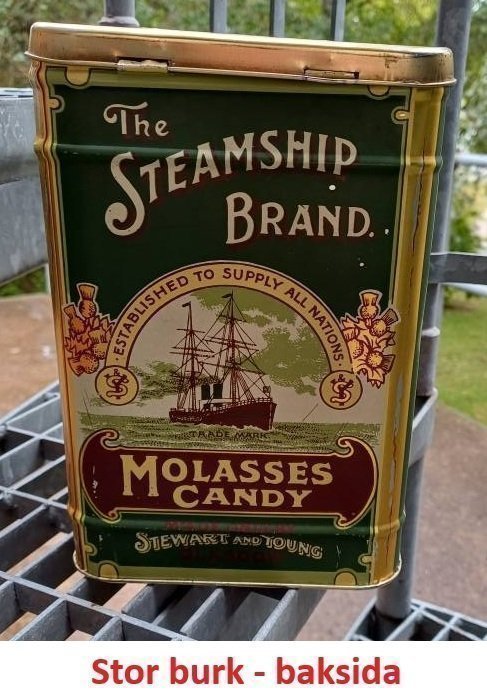 The
STEAMSHIP
BRAND.
ESTABLISHED TO SUPPLY ALL NATIONS
TRADE MARK
MOLASSES
CANDY
STEWART AND YOUNG
Stor burk - baksida